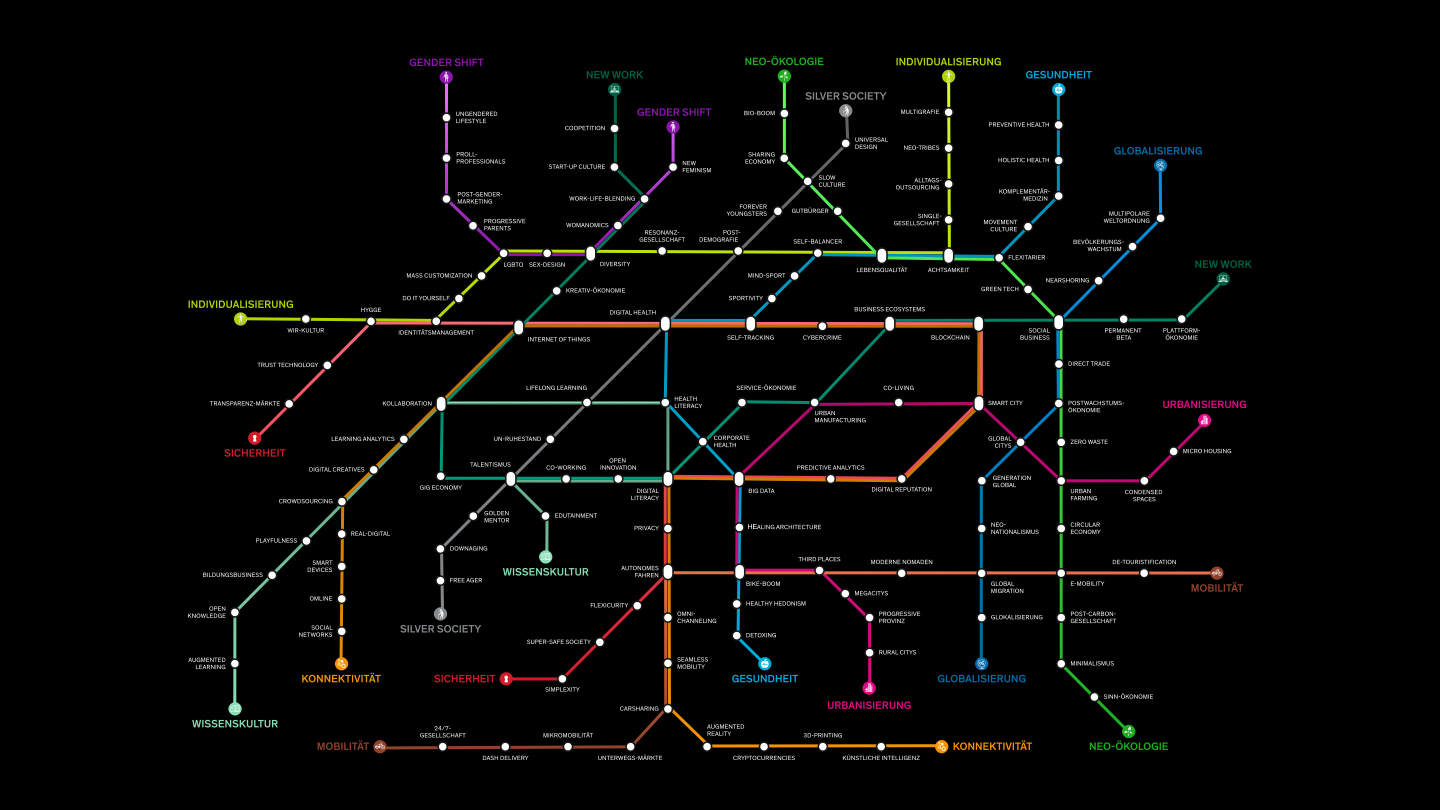 GENDER SHIFT
NEO-ÖKOLOGIE
INDIVIDUALISIERUNG
NEW WORK
GESUNDHEIT
SILVER SOCIETY
GENDER SHIFT
BIO-BOOM
MULTIGRAFIE
UNGENDERED
LIFESTYLE
COOPETITION
PREVENTIVE HEALTH
UNIVERSAL
DESIGN
NEO-TRIBES
GLOBALISIERUNG
PROLL-
PROFESSIONALS
START-UP CULTURE
NEW
FEMINISM
SHARING
ECONOMY
HOLISTIC HEALTH
SLOW
CULTURE
ALLTAGS-
OUTSOURCING
POST-GENDER-
MARKETING
WORK-LIFE-BLENDING
KOMPLEMENTÄR-
MEDIZIN
FOREVER
YOUNGSTERS
GUTBÜRGER
SINGLE-
GESELLSCHAFT
MULTIPOLARE
WELTORDNUNG
PROGRESSIVE
PARENTS
WOMANOMICS
MOVEMENT
CULTURE
RESONANZ-
GESELLSCHAFT
POST-
DEMOGRAFIE
SELF-BALANCER
BEVÖLKERUNGS-
WACHSTUM
LGBTQ
SEX-DESIGN
DIVERSITY
LEBENSQUALITÄT
ACHTSAMKEIT
FLEXITARIER
NEW WORK
MASS CUSTOMIZATION
MIND-SPORT
NEARSHORING
KREATIV-ÖKONOMIE
GREEN TECH
DO IT YOURSELF
SPORTIVITY
INDIVIDUALISIERUNG
HYGGE
DIGITAL HEALTH
BUSINESS ECOSYSTEMS
WIR-KULTUR
IDENTITÄTSMANAGEMENT
INTERNET OF THINGS
SELF-TRACKING
CYBERCRIME
BLOCKCHAIN
SOCIAL
BUSINESS
PERMANENT
BETA
PLATTFORM-
ÖKONOMIE
TRUST TECHNOLOGY
DIRECT TRADE
LIFELONG LEARNING
SERVICE-ÖKONOMIE
CO-LIVING
TRANSPARENZ-MÄRKTE
KOLLABORATION
HEALTH
LITERACY
URBAN
MANUFACTURING
SMART CITY
POSTWACHSTUMS-
ÖKONOMIE
URBANISIERUNG
SICHERHEIT
LEARNING ANALYTICS
UN-RUHESTAND
CORPORATE
HEALTH
GLOBAL
CITYS
ZERO WASTE
MICRO HOUSING
DIGITAL CREATIVES
TALENTISMUS
CO-WORKING
OPEN
INNOVATION
PREDICTIVE ANALYTICS
GIG ECONOMY
DIGITAL
LITERACY
BIG DATA
DIGITAL REPUTATION
GENERATION
GLOBAL
URBAN
FARMING
CONDENSED
SPACES
CROWDSOURCING
GOLDEN
MENTOR
EDUTAINMENT
PLAYFULNESS
REAL-DIGITAL
PRIVACY
HEALING ARCHITECTURE
NEO-
NATIONALISMUS
CIRCULAR
ECONOMY
DOWNAGING
BILDUNGSBUSINESS
SMART
DEVICES
WISSENSKULTUR
AUTONOMES
FAHREN
BIKE-BOOM
THIRD PLACES
MODERNE NOMADEN
GLOBAL
MIGRATION
E-MOBILITY
DE-TOURISTIFICATION
MOBILITÄT
FREE AGER
OPEN
KNOWLEDGE
OMLINE
FLEXICURITY
HEALTHY HEDONISM
MEGACITYS
SILVER SOCIETY
SOCIAL
NETWORKS
OMNI-
CHANNELING
PROGRESSIVE
PROVINZ
GLOKALISIERUNG
POST-CARBON-
GESELLSCHAFT
SUPER-SAFE SOCIETY
DETOXING
RURAL CITYS
AUGMENTED
LEARNING
KONNEKTIVITÄT
SICHERHEIT
SIMPLEXITY
SEAMLESS
MOBILITY
GESUNDHEIT
GLOBALISIERUNG
MINIMALISMUS
URBANISIERUNG
SINN-ÖKONOMIE
WISSENSKULTUR
CARSHARING
24/7-
GESELLSCHAFT
MIKROMOBILITÄT
AUGMENTED
REALITY
3D-PRINTING
MOBILITÄT
KONNEKTIVITÄT
NEO-ÖKOLOGIE
DASH DELIVERY
UNTERWEGS-MÄRKTE
CRYPTOCURRENCIES
KÜNSTLICHE INTELLIGENZ